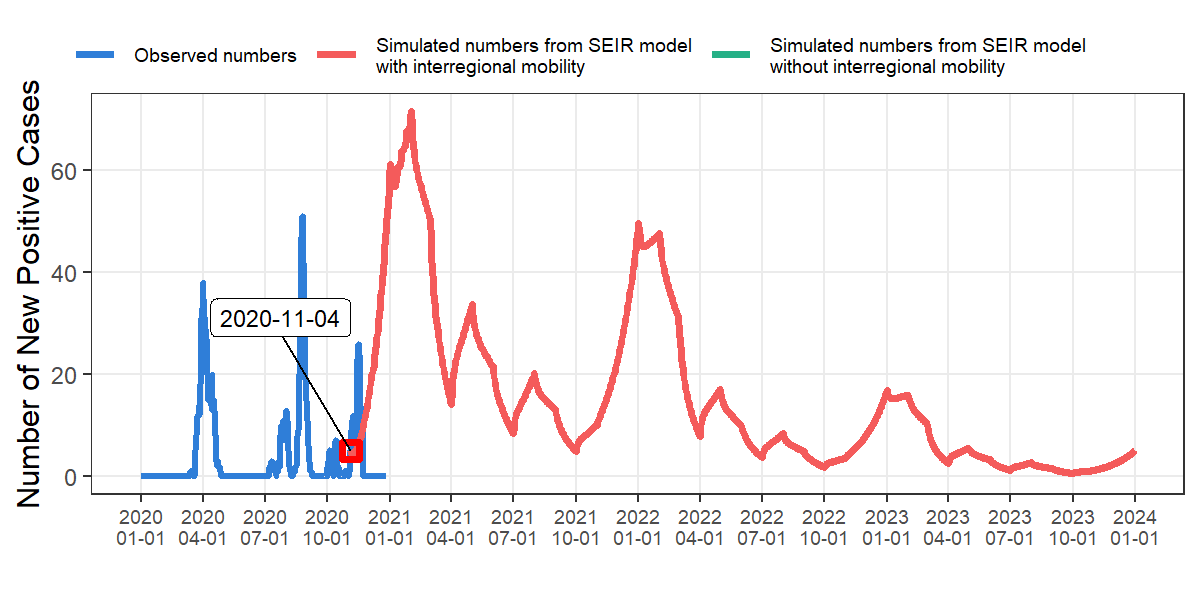 Observed numbers
Simulated numbers from SEIR model
with interregional mobility
Simulated numbers from SEIR model
without interregional mobility
Number of New Positive Cases
60
40
20
0
2020-11-04
2020 2020 2020 2020 2021 2021 2021 2021 2022 2022 2022 2022 2023 2023 2023 2023 2024
01-01 04-01 07-01 10-01 01-01 04-01 07-01 10-01 01-01 04-01 07-01 10-01 01-01 04-01 07-01 10-01 01-01